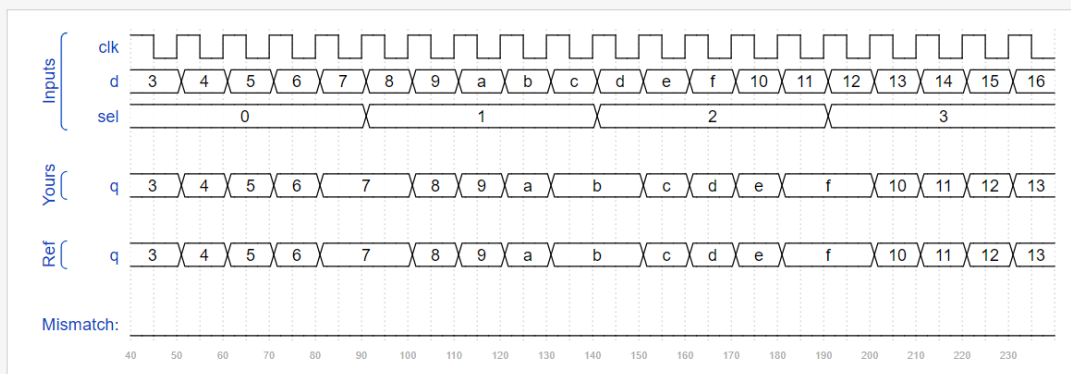 Inputs
clk
d 3 4 5 6 7 8 9 a b c d e f 10 11 12 13 14 15 16
sel 0 1 2 3
Yours
q 3 4 5 6 7 8 9 a b c d e f 10 11 12 13
Ref
q 3 4 5 6 7 8 9 a b c d e f 10 11 12 13
Mismatch:
40 50 60 70 80 90 100 110 120 130 140 150 160 170 180 190 200 210 220 230